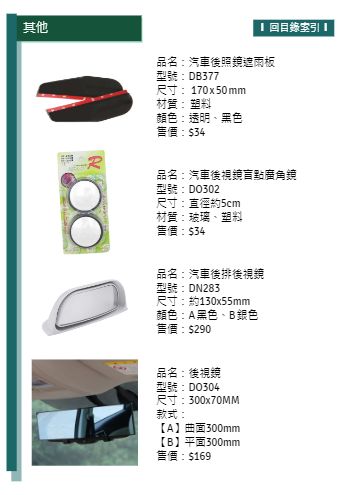 其他
回目錄索引
品名：汽車後照鏡遮雨板
型號：DB377
尺寸： 170x50mm
材質： 塑料
顏色：透明、黑色
售價：$34
R
品名：汽車後視鏡盲點廣角鏡
型號：DO302
尺寸：直徑約5cm
材質：玻璃、塑料
售價：$34
品名：汽車後排後視鏡
型號：DN283
尺寸：約130x55mm
顏色：A黑色、B銀色
售價：$290
品名：後視鏡
型號：DO304
尺寸：300x70MM
款式：
【A】曲面300mm
【B】平面300mm
售價：$169